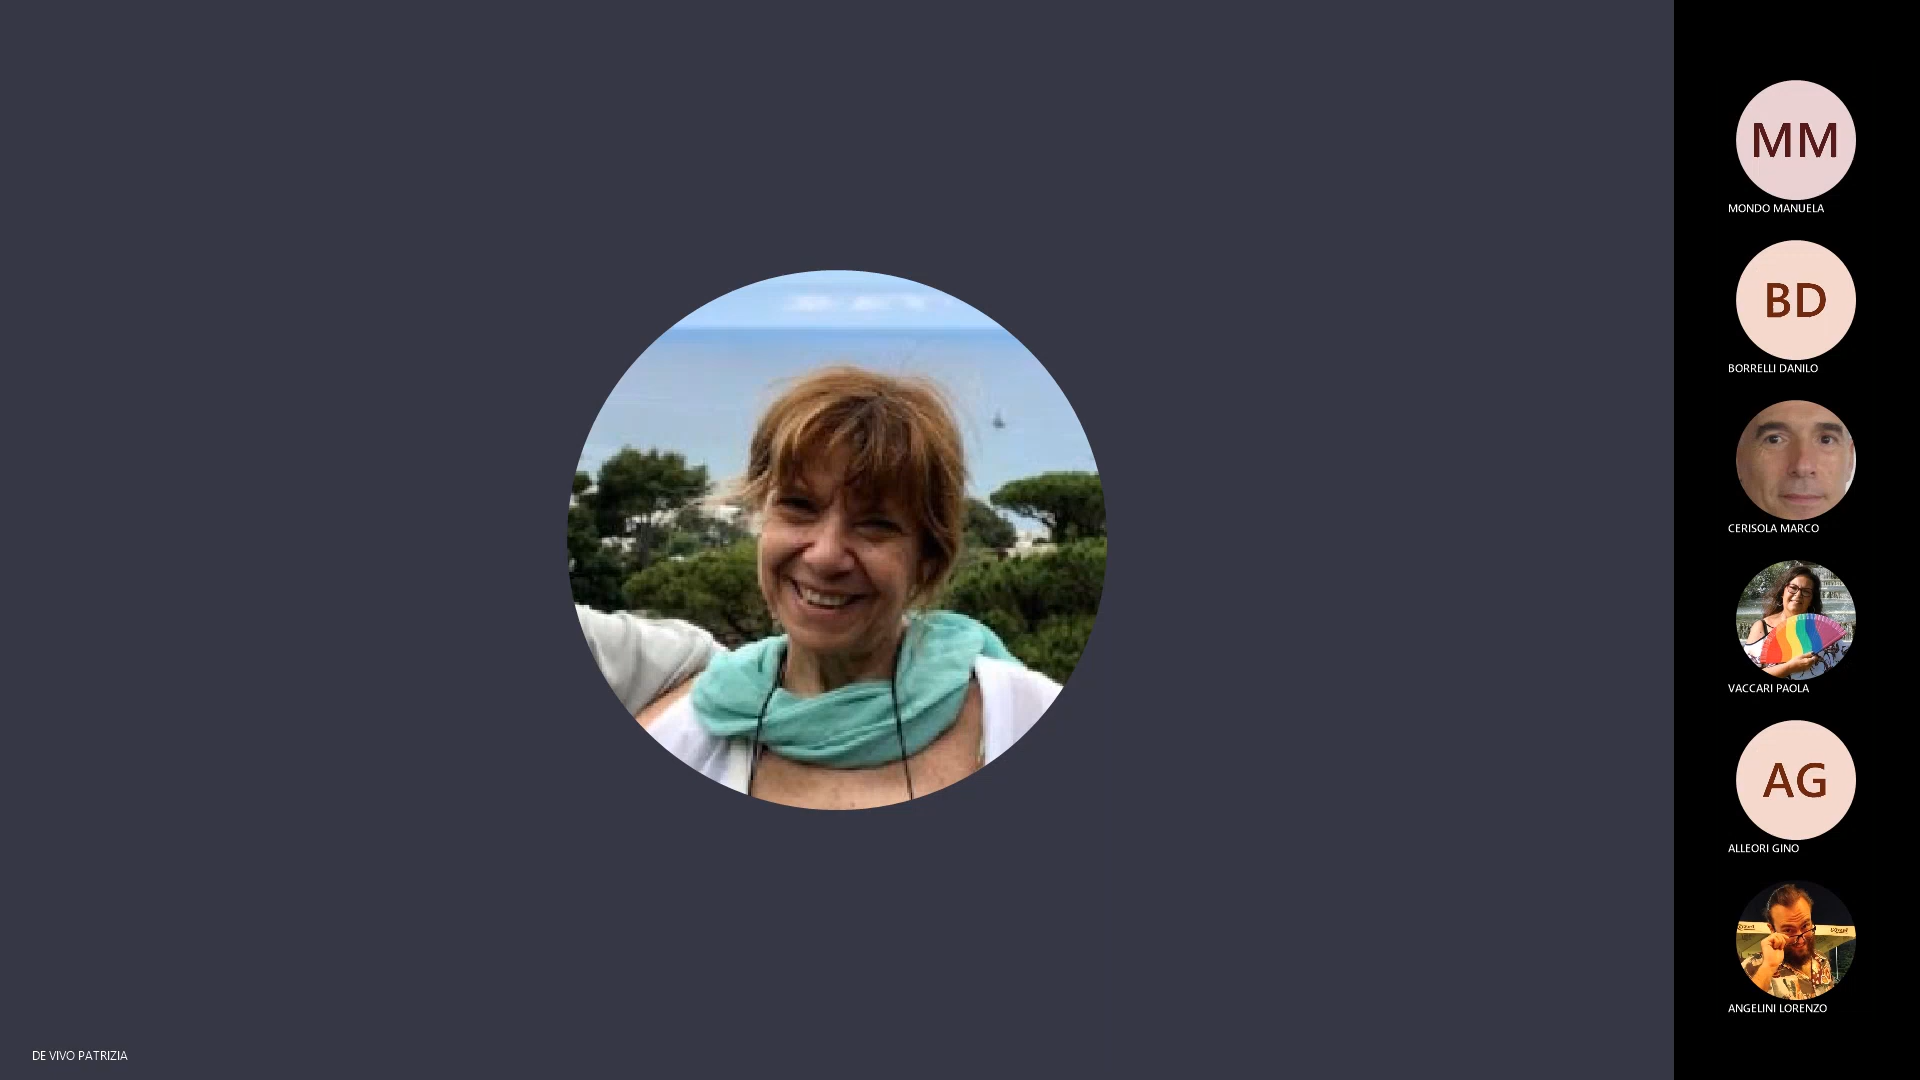 MM
MONDO MANUELA
BD
BORRELLI DANILO
CERISOLA MARCO
VACCARI PAOLA
AG
ALLEORI GINO
ANGELINI LORENZO
DE VIVO PATRIZIA